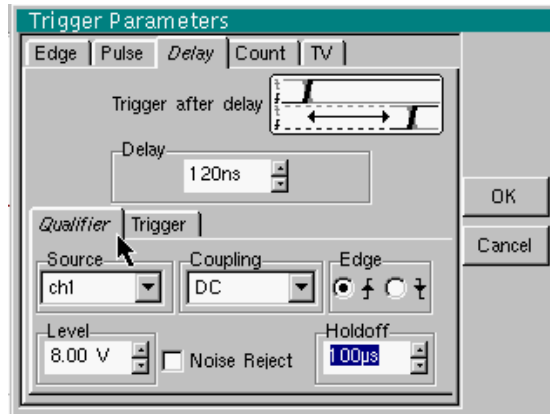 Trigger Parameters
Edge Pulse Delay Count TV
Trigger after delay
Delay
120ns
OK
Qualifier Trigger
Cancel
Source Coupling Edge
ch1 DC
Level Holdoff
8.00 V Noise Reject 100µs